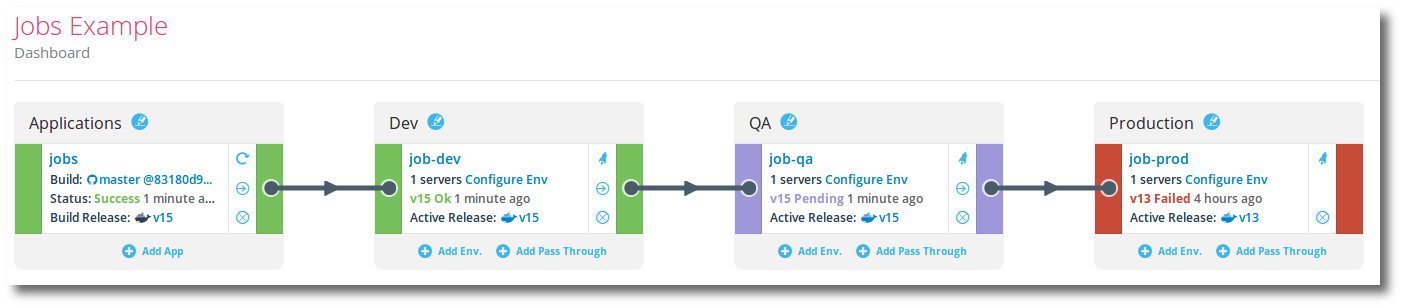 Jobs Example
Dashboard
Applications
jobs
Build: master @83180d9...
Status: Success 1 minute a...
Build Release: v15
Add App
Dev
job-dev
1 servers Configure Env
v15 Ok 1 minute ago
Active Release: v15
Add Env. Add Pass Through
QA
job-qa
1 servers Configure Env
v15 Pending 1 minute ago
Active Release: v15
Add Env. Add Pass Through
Production
job-prod
1 servers Configure Env
v13 Failed 4 hours ago
Active Release: v13
Add Env. Add Pass Through